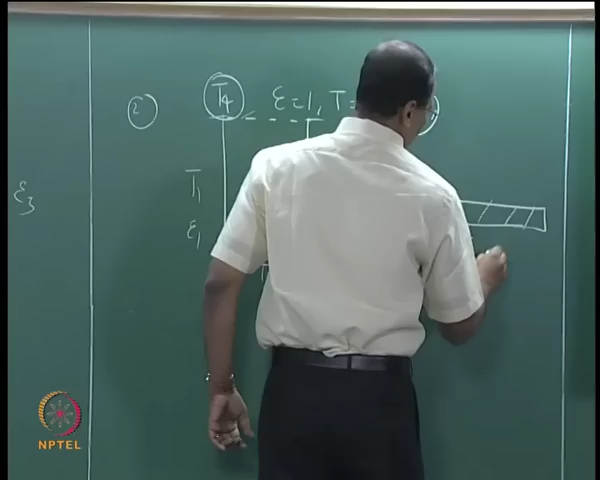 ② T₄ ε=1, T=
T₁
ε₃
ε₁
NPTEL